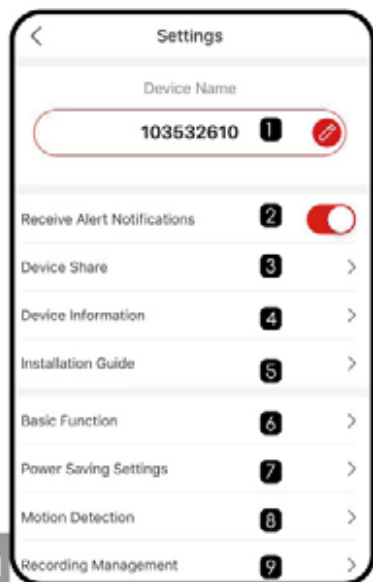 Settings
Device Name
103532610 1
Receive Alert Notifications 2
Device Share 3
Device Information 4
Installation Guide 5
Basic Function 6
Power Saving Settings 7
Motion Detection 8
Recording Management 9